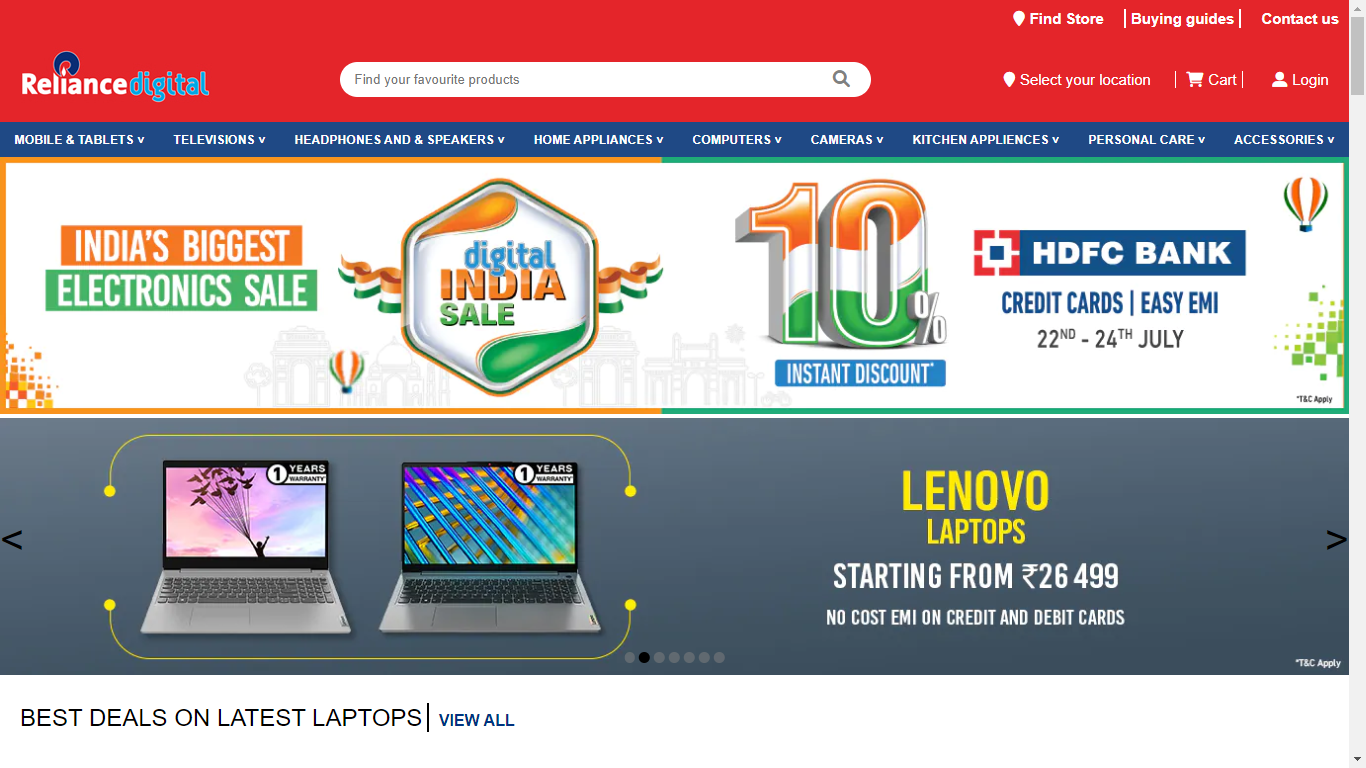 Find Store
Buying guides
Contact us
Reliance digital
Find your favourite products
Select your location
Cart
Login
MOBILE & TABLETS v
TELEVISIONS v
HEADPHONES AND & SPEAKERS v
HOME APPLIANCES v
COMPUTERS v
CAMERAS v
KITCHEN APPLIENCES v
PERSONAL CARE v
ACCESSORIES v
INDIA'S BIGGEST
ELECTRONICS SALE
digital
INDIA
SALE
10%
INSTANT DISCOUNT*
HDFC BANK
CREDIT CARDS | EASY EMI
22ND - 24TH JULY
*T&C Apply
1 YEARS
WARRANTY*
1 YEARS
WARRANTY*
<
>
LENOVO
LAPTOPS
STARTING FROM ₹26 499
NO COST EMI ON CREDIT AND DEBIT CARDS
*T&C Apply
BEST DEALS ON LATEST LAPTOPS
VIEW ALL